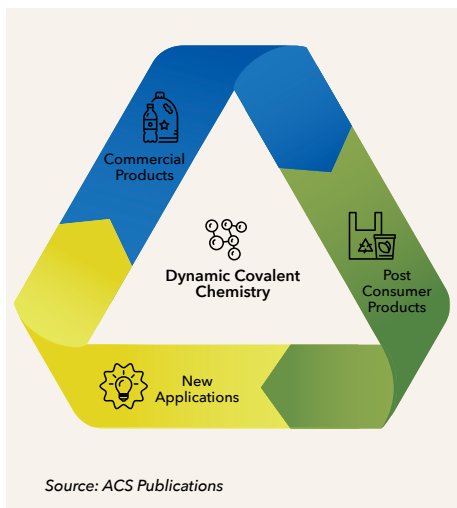 Commercial
Products
Dynamic Covalent
Chemistry
Post
Consumer
Products
New
Applications
Source: ACS Publications